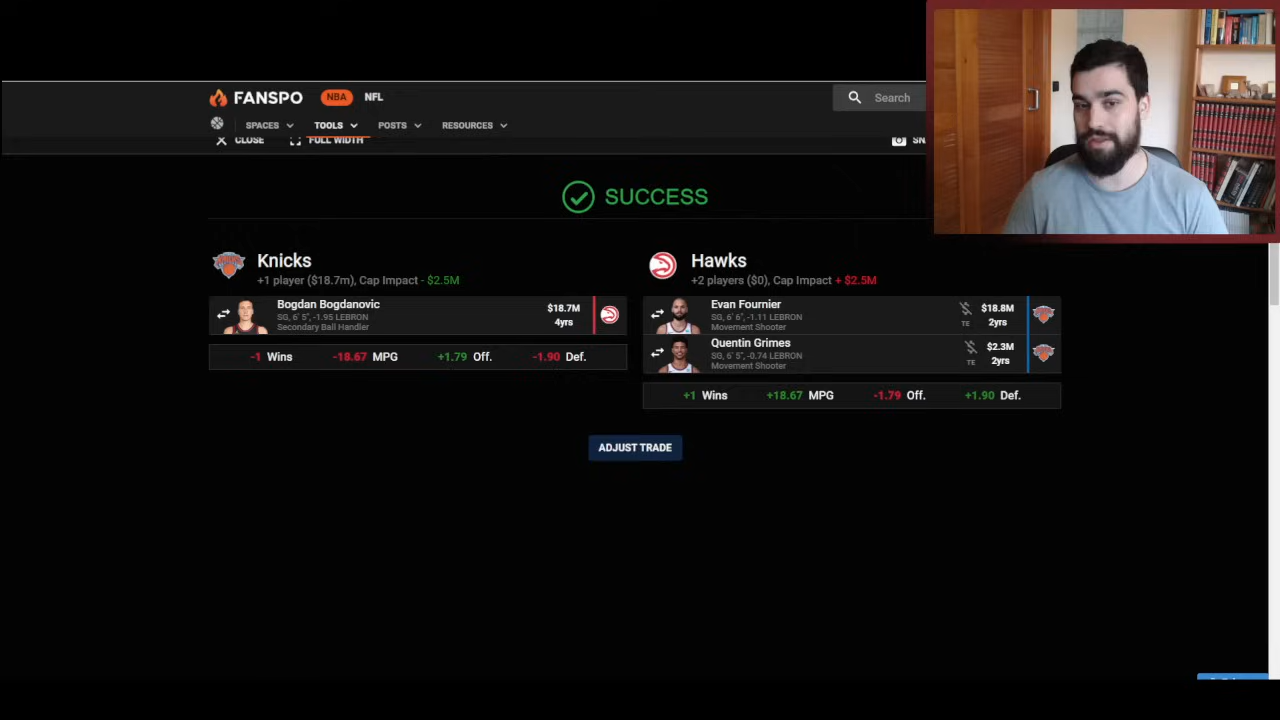 FANSPO NBA NFL Search
SPACES TOOLS POSTS RESOURCES
CLOSE FULL WIDTH
SUCCESS
Knicks
+1 player ($18.7m), Cap Impact - $2.5M
Bogdan Bogdanovic
SG, 6' 5", -1.95 LEBRON
Secondary Ball Handler
$18.7M
4yrs
-1 Wins -18.67 MPG +1.79 Off. -1.90 Def.
Hawks
+2 players ($0), Cap Impact + $2.5M
Evan Fournier
SG, 6' 6", -1.11 LEBRON
Movement Shooter
TE
$18.8M
2yrs
Quentin Grimes
SG, 6' 5", -0.74 LEBRON
Movement Shooter
TE
$2.3M
2yrs
+1 Wins +18.67 MPG -1.79 Off. +1.90 Def.
ADJUST TRADE